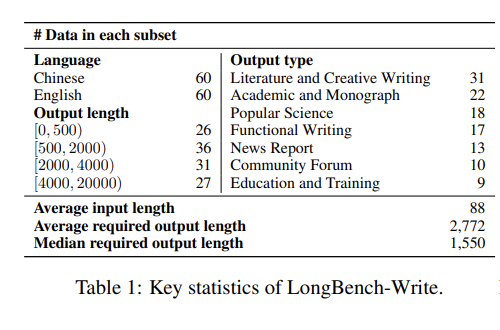 # Data in each subset
Language Output type
Chinese 60 Literature and Creative Writing 31
English 60 Academic and Monograph 22
Output length Popular Science 18
[0, 500) 26 Functional Writing 17
[500, 2000) 36 News Report 13
[2000, 4000) 31 Community Forum 10
[4000, 20000) 27 Education and Training 9
Average input length 88
Average required output length 2,772
Median required output length 1,550
Table 1: Key statistics of LongBench-Write.